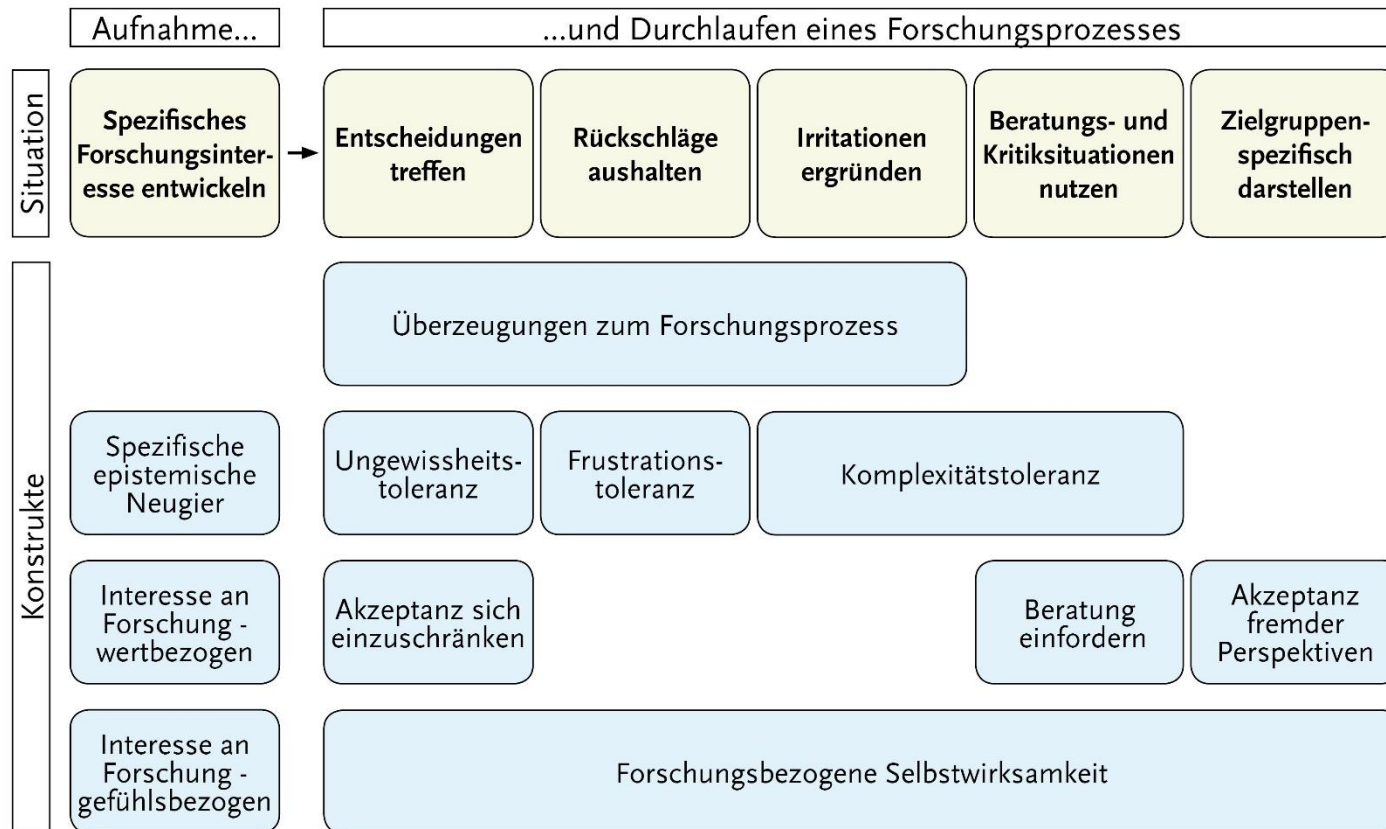 Aufnahme...
...und Durchlaufen eines Forschungsprozesses
Situation
Spezifisches
Forschungsinter-
esse entwickeln
Entscheidungen
treffen
Rückschläge
aushalten
Irritationen
ergründen
Beratungs- und
Kritiksituationen
nutzen
Zielgruppen-
spezifisch
darstellen
Konstrukte
Überzeugungen zum Forschungsprozess
Spezifische
epistemische
Neugier
Ungewissheits-
toleranz
Frustrations-
toleranz
Komplexitätstoleranz
Interesse an
Forschung -
wertbezogen
Akzeptanz sich
einzuschränken
Beratung
einfordern
Akzeptanz
fremder
Perspektiven
Interesse an
Forschung -
gefühlsbezogen
Forschungsbezogene Selbstwirksamkeit